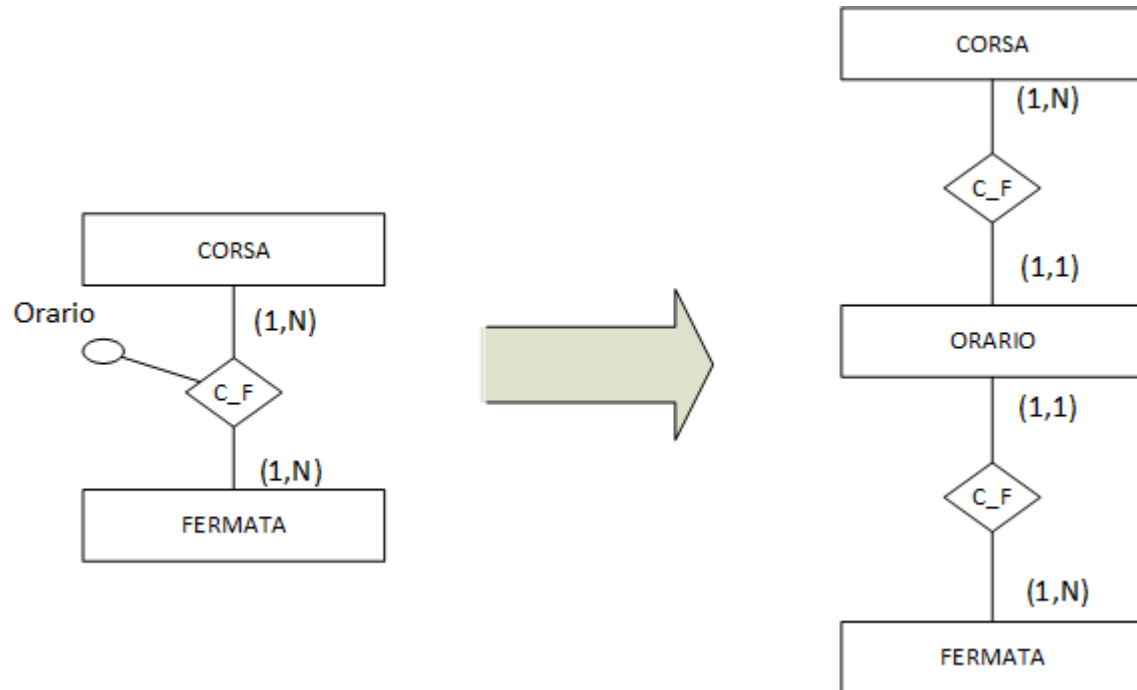 CORSA
Orario
(1,N)
C_F
(1,N)
FERMATA
CORSA
(1,N)
C_F
(1,1)
ORARIO
(1,1)
C_F
(1,N)
FERMATA